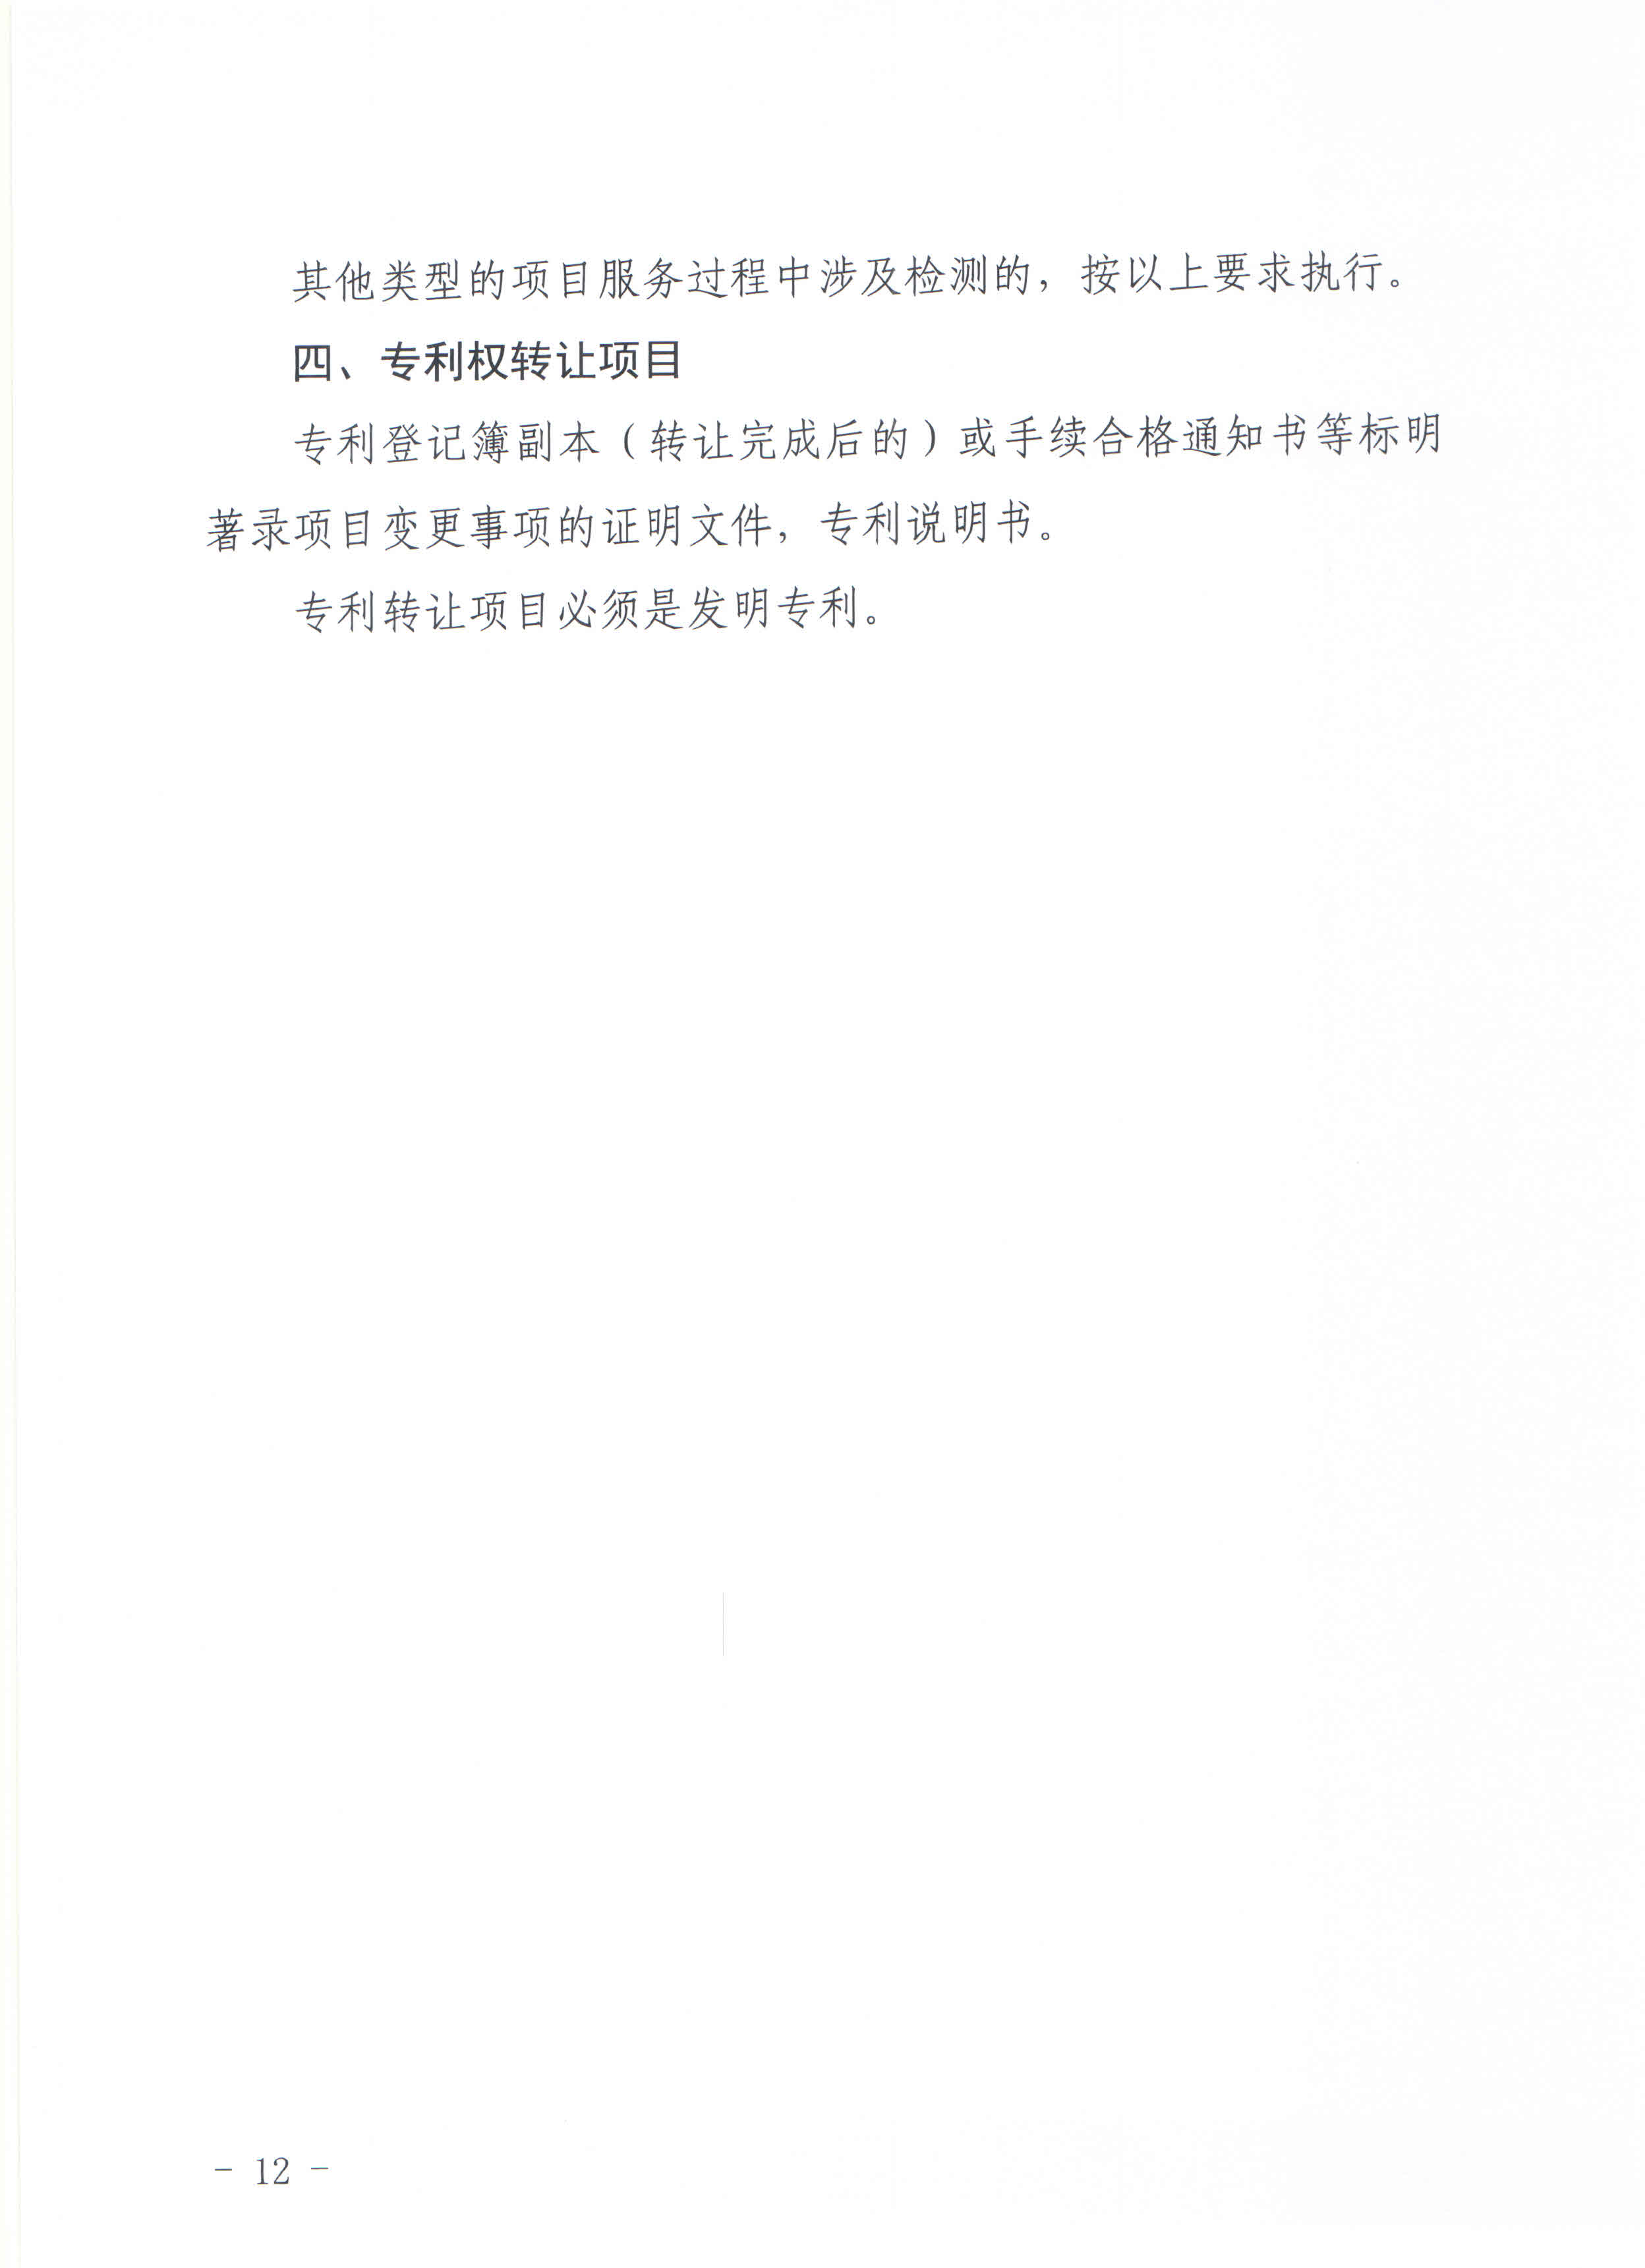 其他类型的项目服务过程中涉及检测的，按以上要求执行。
四、专利权转让项目
专利登记簿副本（转让完成后的）或手续合格通知书等标明
著录项目变更事项的证明文件，专利说明书。
专利转让项目必须是发明专利。
- 12 -